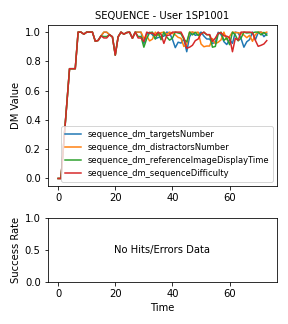 SEQUENCE - User 1SP1001
DM Value
1.0
0.8
0.6
0.4
0.2
0.0
sequence_dm_targetsNumber
sequence_dm_distractorsNumber
sequence_dm_referenceImageDisplayTime
sequence_dm_sequenceDifficulty
0 20 40 60
Success Rate
1.0
0.5
0.0
No Hits/Errors Data
0 20 40 60
Time